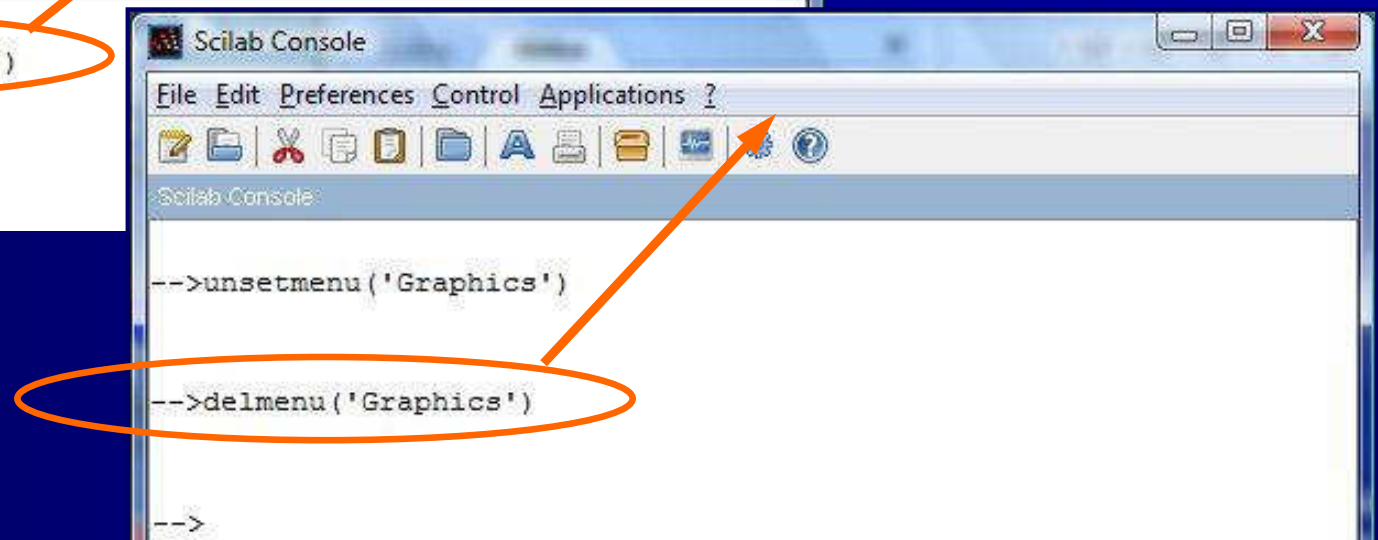 )
Scilab Console
File Edit Preferences Control Applications ?
Scilab Console
-->unsetmenu('Graphics')
-->delmenu('Graphics')
-->